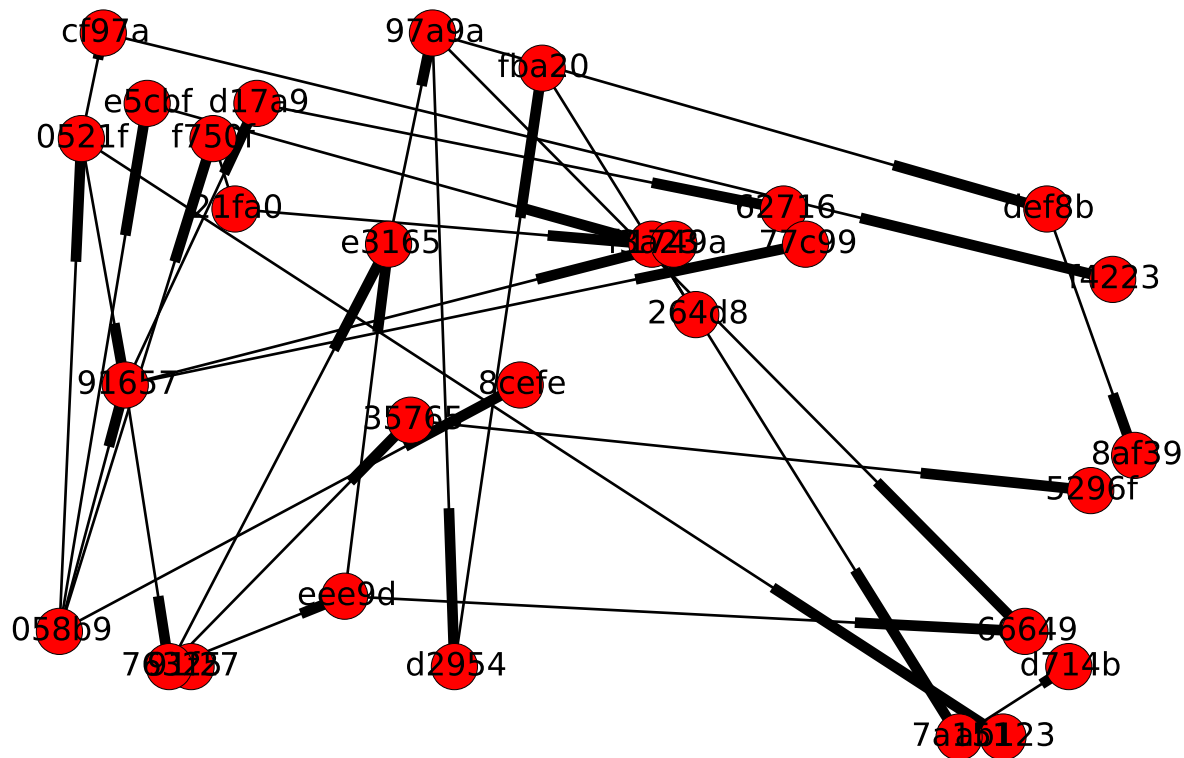 cf97a
97a9a
fba20
e5cbf
d17a9
0521f
f750f
21fa0
62716
def8b
e3165
77c99
f4223
264d8
91657
8cefe
35765
8af39
5296f
eee9d
058b9
66649
d2954
d714b